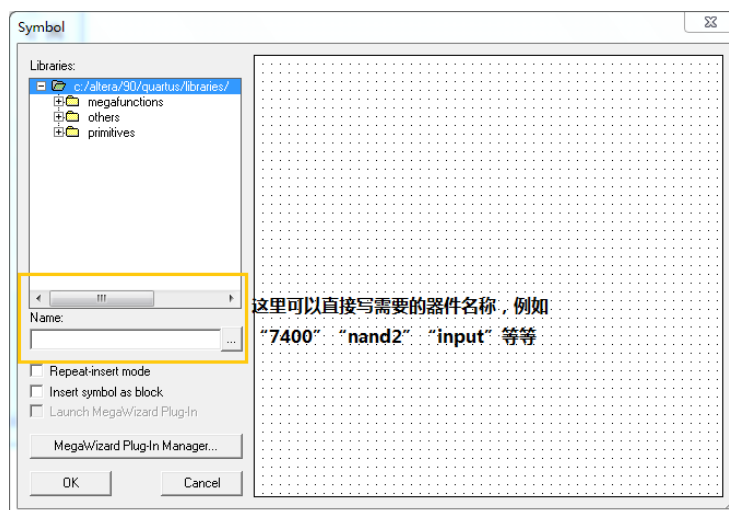 Symbol
Libraries:
c:/altera/90/quartus/libraries/
megafunctions
others
primitives
这里可以直接写需要的器件名称，例如
“7400” “nand2” “input” 等等
Name:
...
Repeat-insert mode
Insert symbol as block
Launch MegaWizard Plug-In
MegaWizard Plug-In Manager...
OK
Cancel